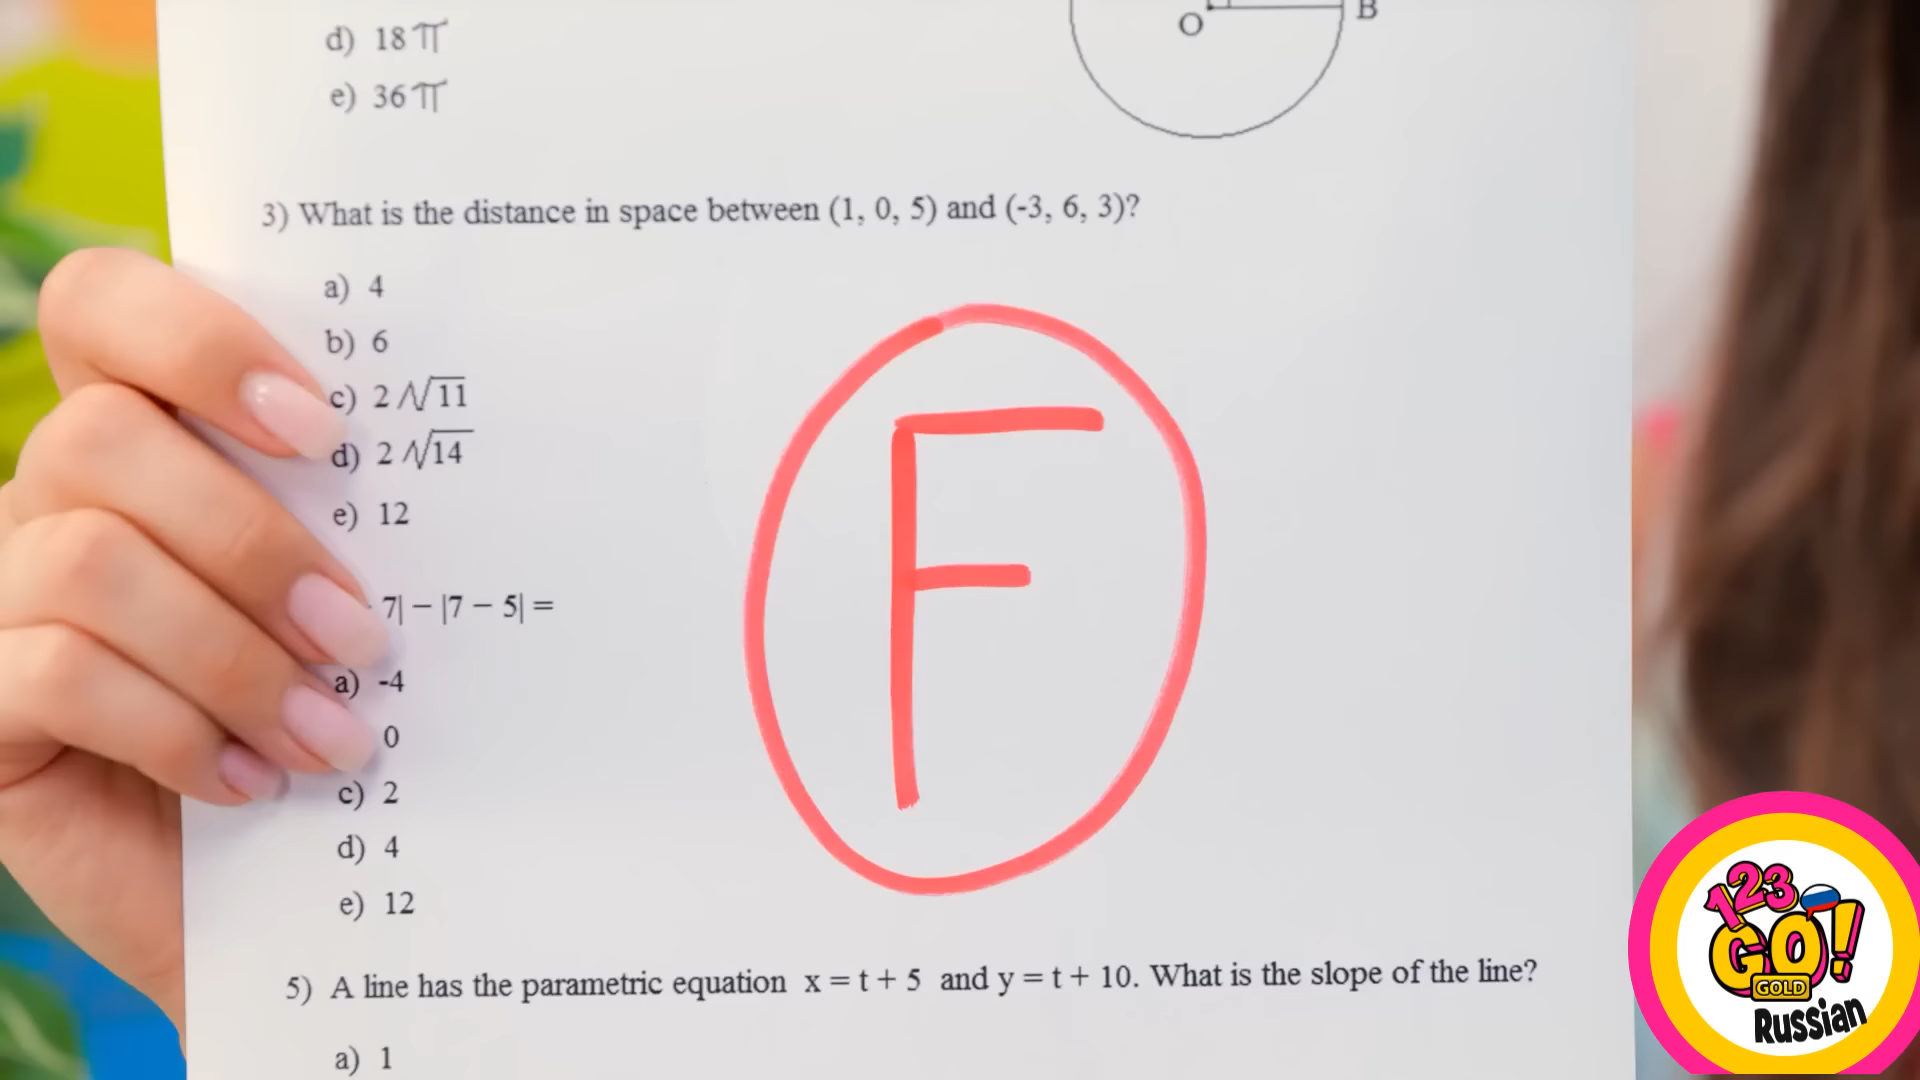 d) 18 π
O B
e) 36 π
3) What is the distance in space between (1, 0, 5) and (-3, 6, 3)?
a) 4
b) 6
c) 2 √11
d) 2 √14
e) 12
F
7| – |7 – 5| =
a) -4
0
c) 2
d) 4
e) 12
5) A line has the parametric equation x = t + 5 and y = t + 10. What is the slope of the line?
a) 1
123
GO!
GOLD
Russian